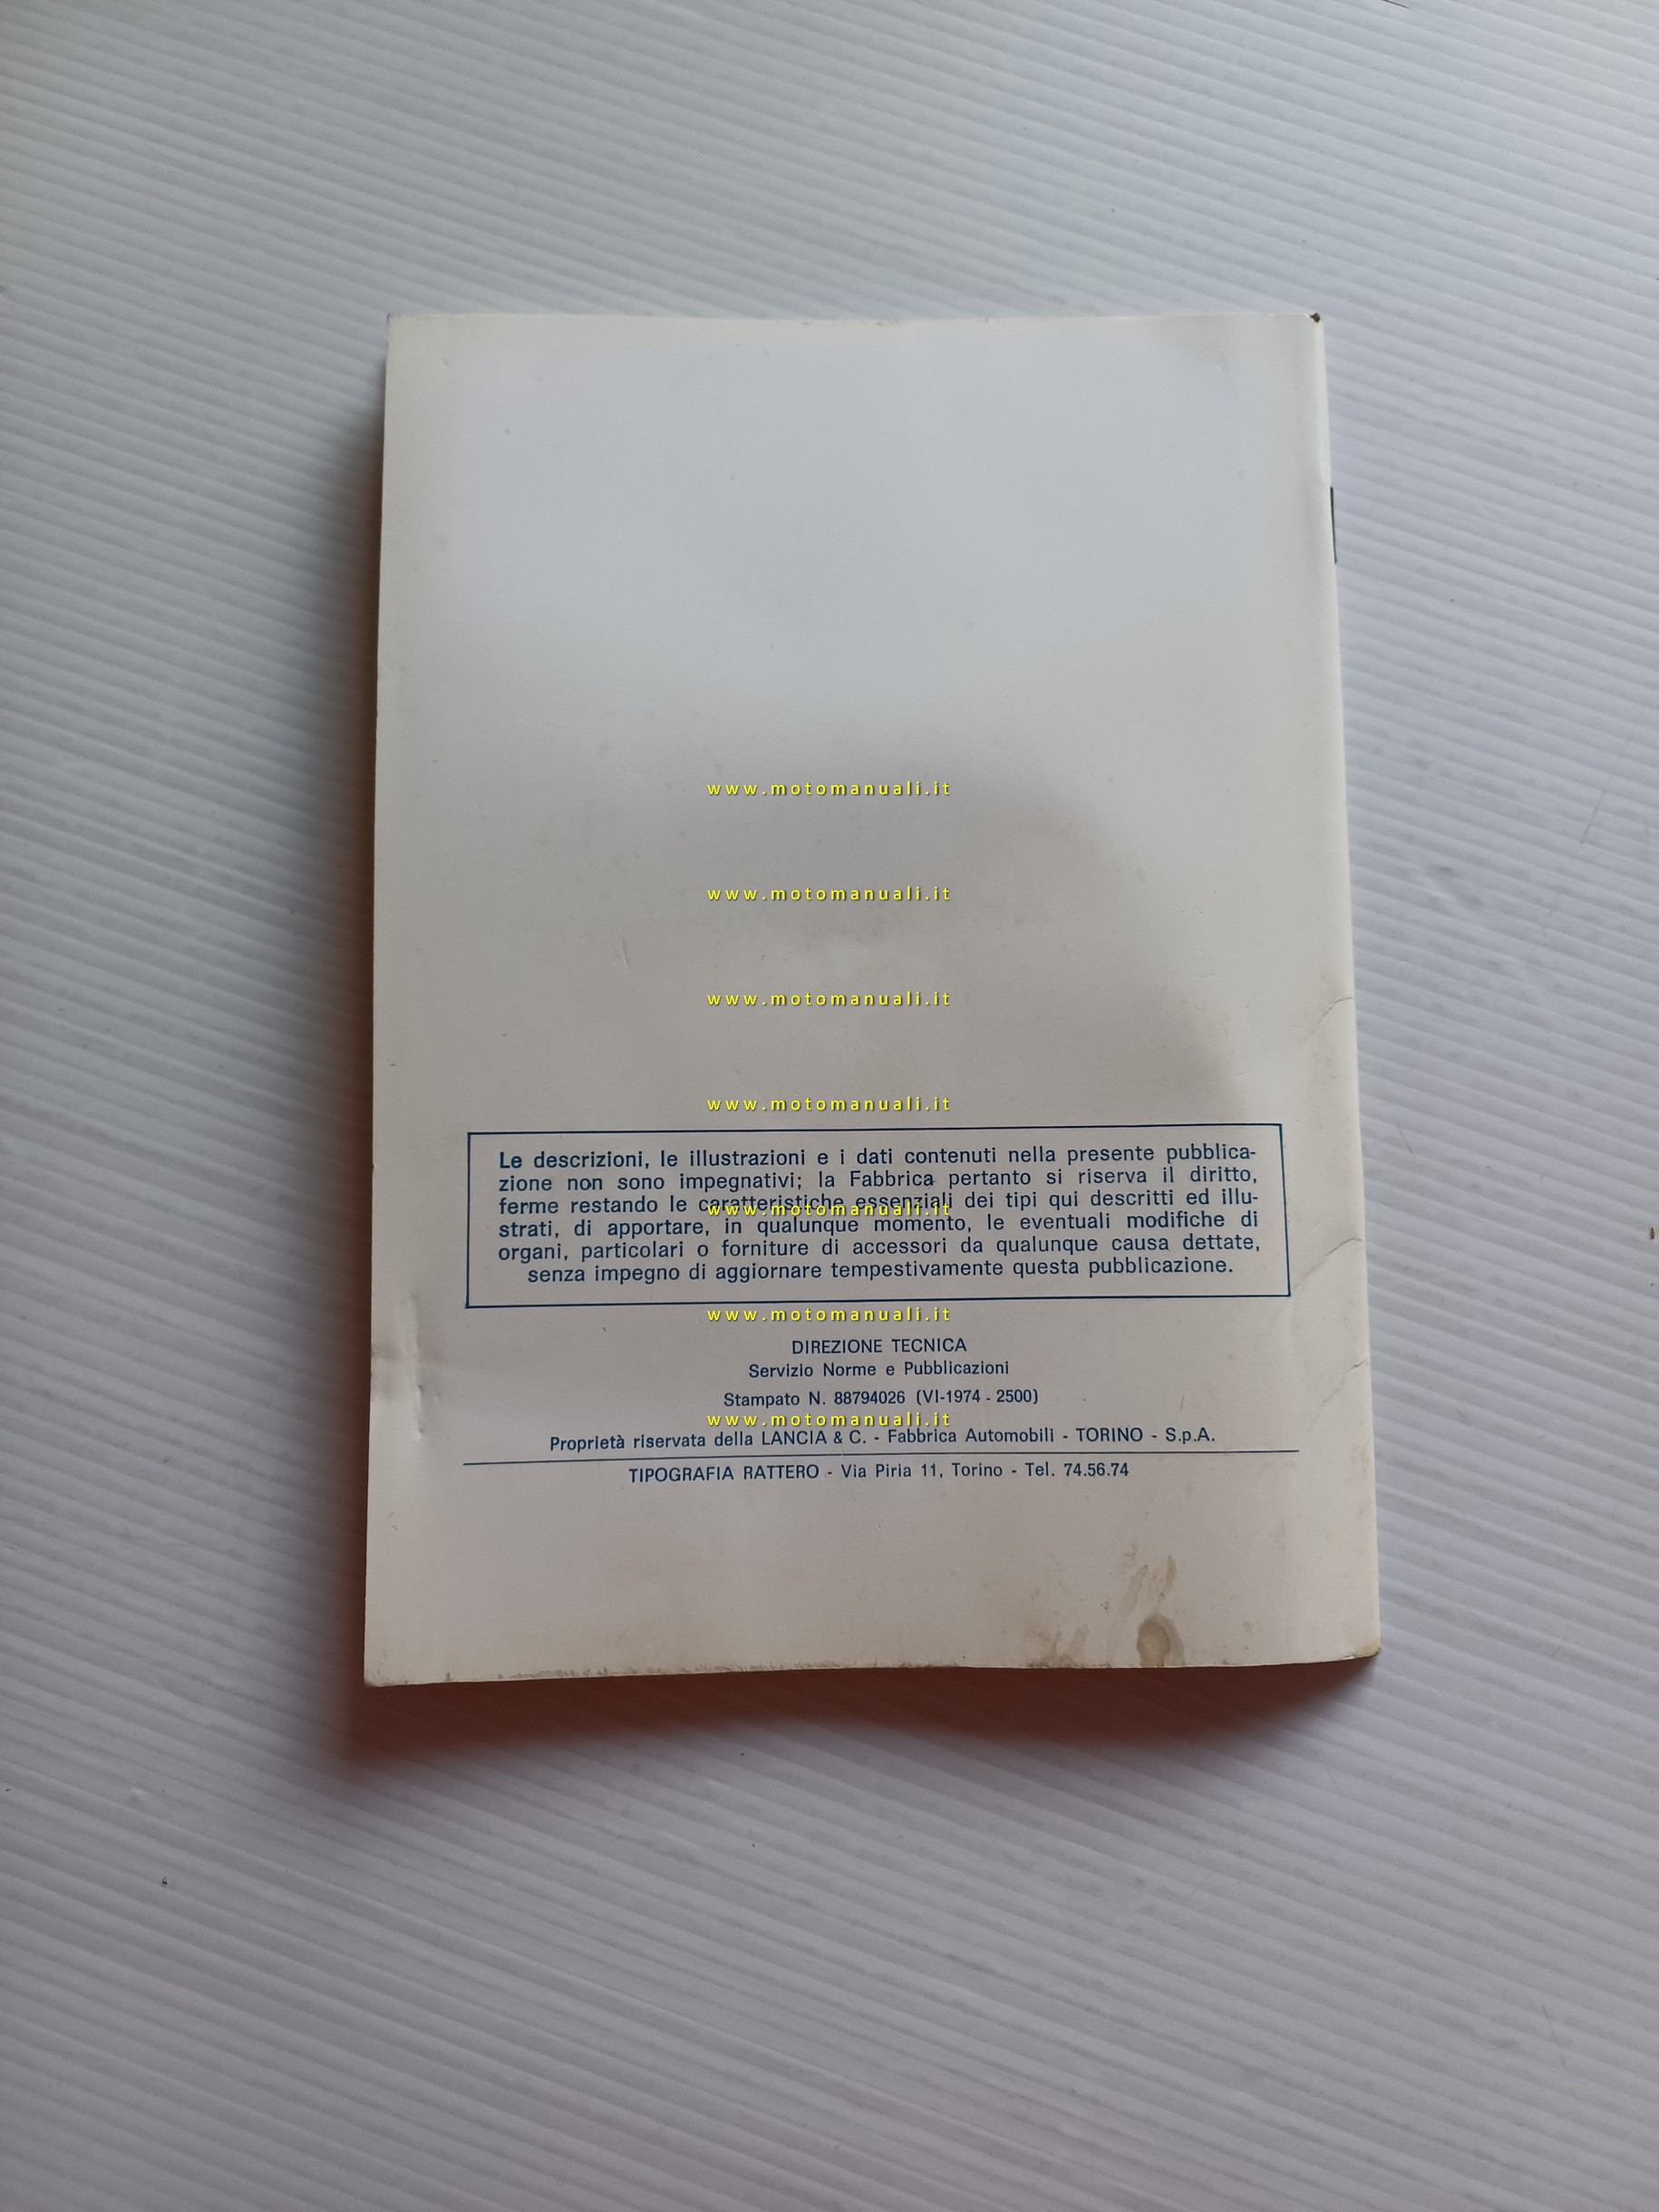 www.motomanuali.it
www.motomanuali.it
www.motomanuali.it
www.motomanuali.it
Le descrizioni, le illustrazioni e i dati contenuti nella presente pubblica-
zione non sono impegnativi; la Fabbrica pertanto si riserva il diritto,
ferme restando le caratteristiche essenziali dei tipi qui descritti ed illu-
www.motomanuali.it
strati, di apportare, in qualunque momento, le eventuali modifiche di
organi, particolari o forniture di accessori da qualunque causa dettate,
senza impegno di aggiornare tempestivamente questa pubblicazione.
www.motomanuali.it
DIREZIONE TECNICA
Servizio Norme e Pubblicazioni
Stampato N. 88794026 (VI-1974 - 2500)
www.motomanuali.it
Proprietà riservata della LANCIA & C. - Fabbrica Automobili - TORINO - S.p.A.
TIPOGRAFIA RATTERO - Via Piria 11, Torino - Tel. 74.56.74